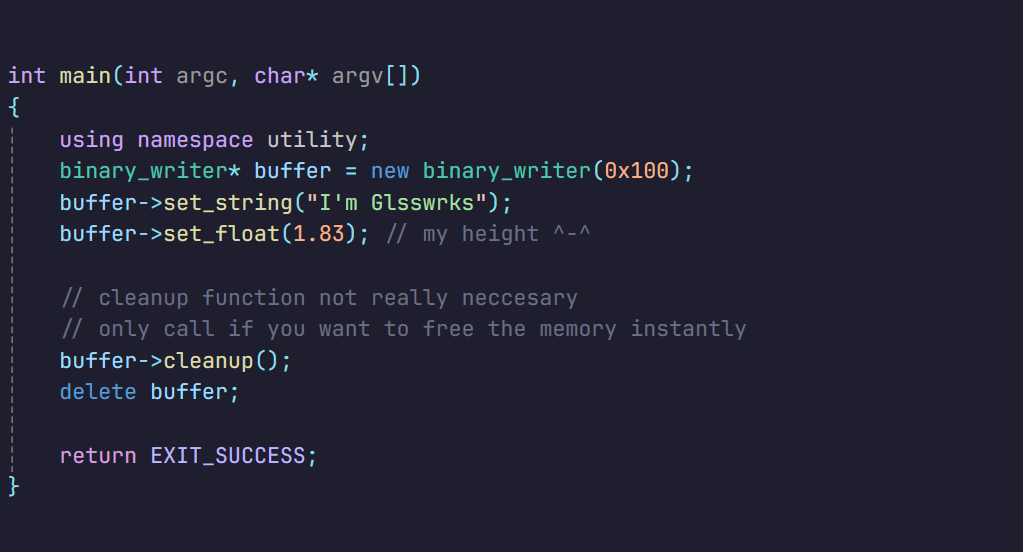 int main(int argc, char* argv[])
{
    using namespace utility;
    binary_writer* buffer = new binary_writer(0x100);
    buffer->set_string("I'm Glsswrks");
    buffer->set_float(1.83); // my height ^-^
    // cleanup function not really neccesary
    // only call if you want to free the memory instantly
    buffer->cleanup();
    delete buffer;
    return EXIT_SUCCESS;
}